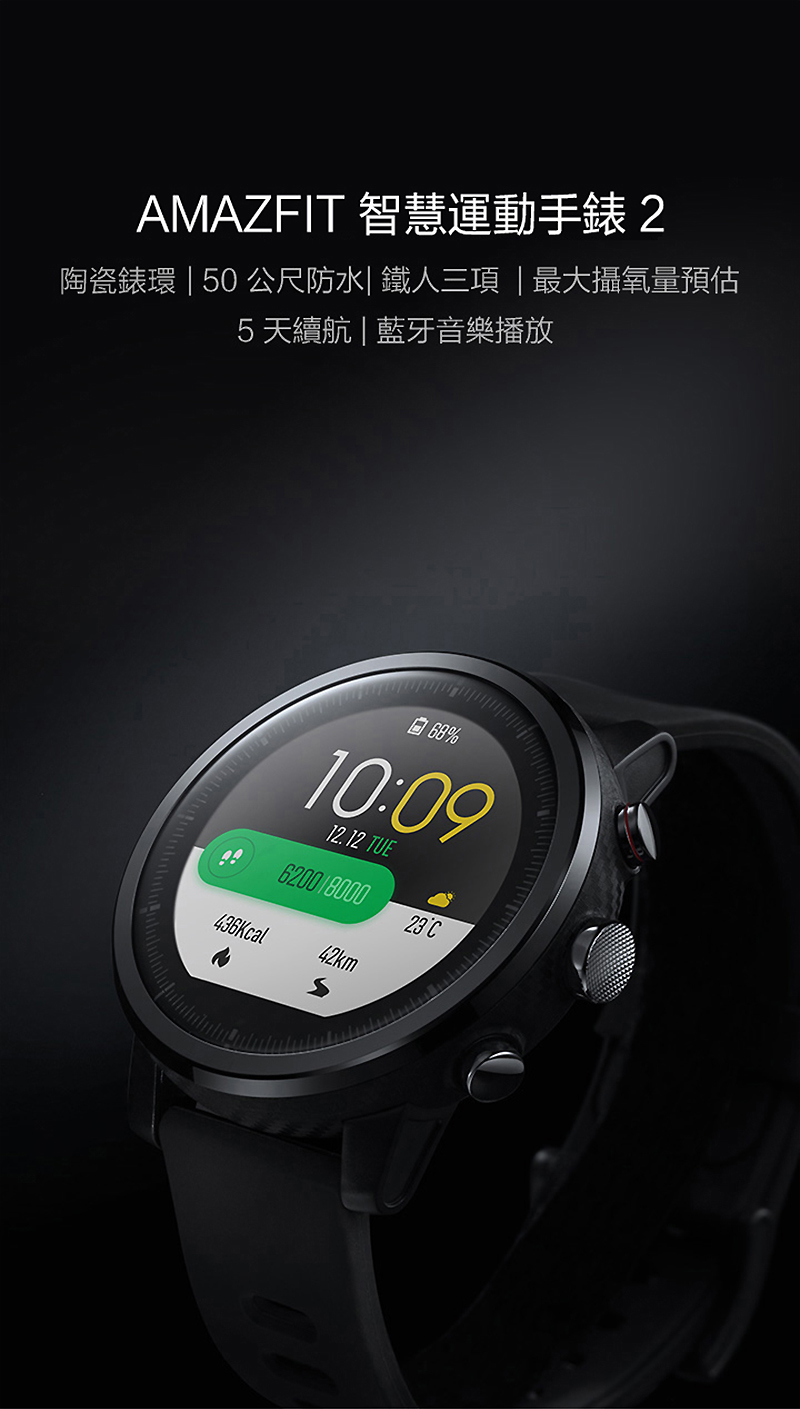 AMAZFIT 智慧運動手錶 2
陶瓷錶環 | 50 公尺防水| 鐵人三項 | 最大攝氧量預估
5 天續航 | 藍牙音樂播放
68%
10:09
12.12 TUE
6200|8000
23°C
436Kcal
42km